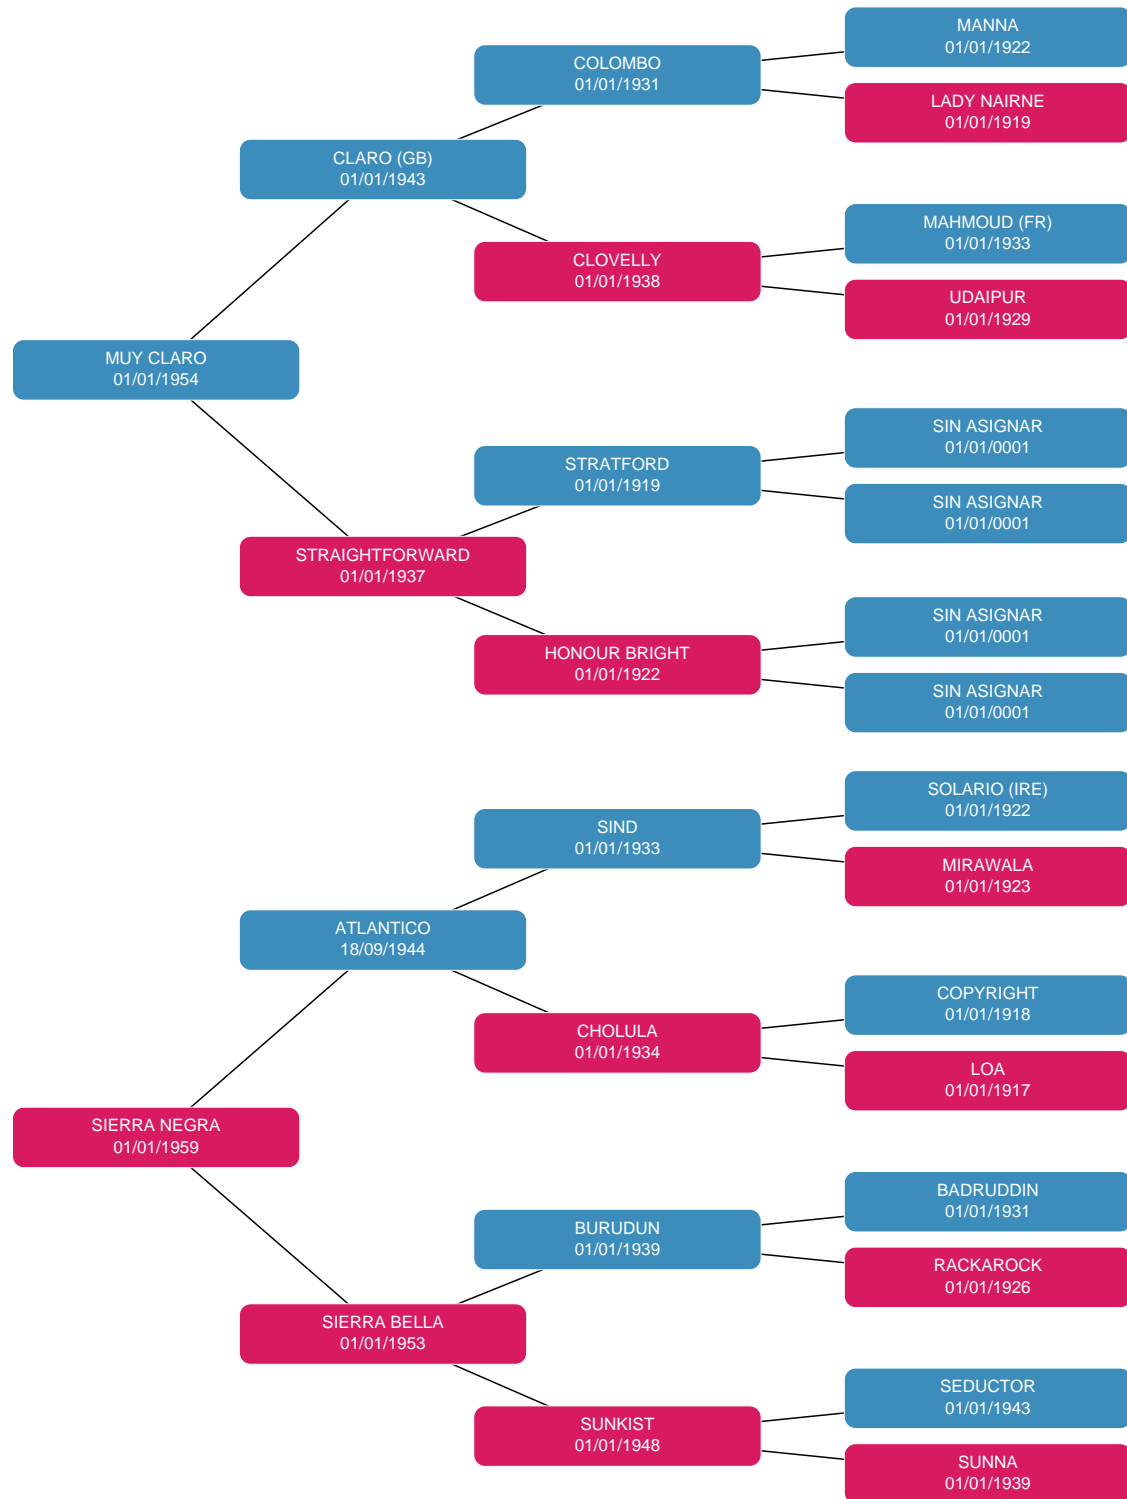 MANNA
01/01/1922
COLOMBO
01/01/1931
LADY NAIRNE
01/01/1919
CLARO (GB)
01/01/1943
MAHMOUD (FR)
01/01/1933
CLOVELLY
01/01/1938
UDAIPUR
01/01/1929
MUY CLARO
01/01/1954
SIN ASIGNAR
01/01/0001
STRATFORD
01/01/1919
SIN ASIGNAR
01/01/0001
STRAIGHTFORWARD
01/01/1937
SIN ASIGNAR
01/01/0001
HONOUR BRIGHT
01/01/1922
SIN ASIGNAR
01/01/0001
SOLARIO (IRE)
01/01/1922
SIND
01/01/1933
MIRAWALA
01/01/1923
ATLANTICO
18/09/1944
COPYRIGHT
01/01/1918
CHOLULA
01/01/1934
LOA
01/01/1917
SIERRA NEGRA
01/01/1959
BADRUDDIN
01/01/1931
BURUDUN
01/01/1939
RACKAROCK
01/01/1926
SIERRA BELLA
01/01/1953
SEDUCTOR
01/01/1943
SUNKIST
01/01/1948
SUNNA
01/01/1939